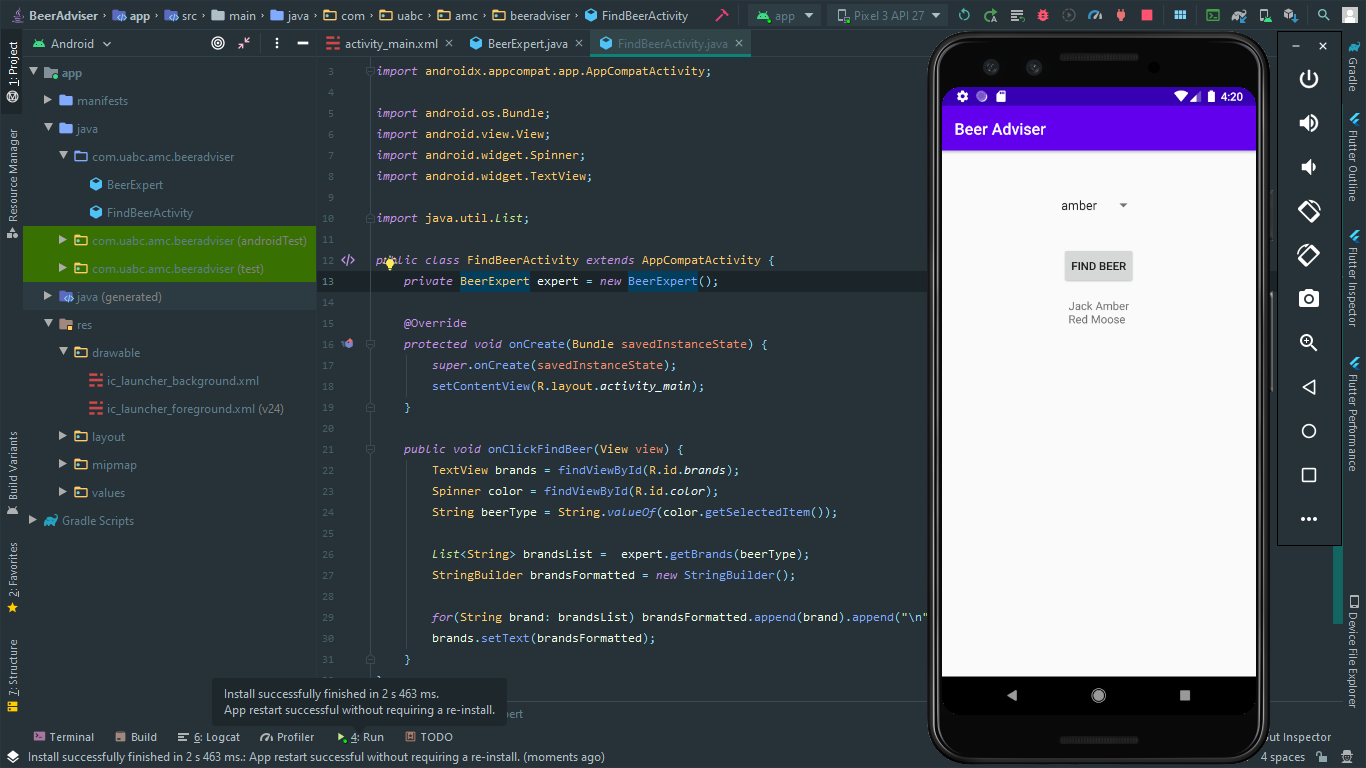 BeerAdviser app src main java com uabc amc beeradviser FindBeerActivity app Pixel 3 API 27
Android
activity_main.xml BeerExpert.java FindBeerActivity.java
1: Project
Resource Manager
Build Variants
2: Favorites
7: Structure
app
manifests
java
com.uabc.amc.beeradviser
BeerExpert
FindBeerActivity
com.uabc.amc.beeradviser (androidTest)
com.uabc.amc.beeradviser (test)
java (generated)
res
drawable
ic_launcher_background.xml
ic_launcher_foreground.xml (v24)
layout
mipmap
values
Gradle Scripts
3 import androidx.appcompat.app.AppCompatActivity;
4
5 import android.os.Bundle;
6 import android.view.View;
7 import android.widget.Spinner;
8 import android.widget.TextView;
9
10 import java.util.List;
11
12 public class FindBeerActivity extends AppCompatActivity {
13 private BeerExpert expert = new BeerExpert();
14
15 @Override
16 protected void onCreate(Bundle savedInstanceState) {
17 super.onCreate(savedInstanceState);
18 setContentView(R.layout.activity_main);
19 }
20
21 public void onClickFindBeer(View view) {
22 TextView brands = findViewById(R.id.brands);
23 Spinner color = findViewById(R.id.color);
24 String beerType = String.valueOf(color.getSelectedItem());
25
26 List<String> brandsList = expert.getBrands(beerType);
27 StringBuilder brandsFormatted = new StringBuilder();
28
29 for(String brand: brandsList) brandsFormatted.append(brand).append("\n"
30 brands.setText(brandsFormatted);
31 }
4:20
Beer Adviser
amber
FIND BEER
Jack Amber
Red Moose
Gradle
Flutter Outline
Flutter Inspector
Flutter Performance
Device File Explorer
Install successfully finished in 2 s 463 ms.
App restart successful without requiring a re-install.
Terminal Build 6: Logcat Profiler 4: Run TODO
Inspector
Install successfully finished in 2 s 463 ms.: App restart successful without requiring a re-install. (moments ago)
4 spaces